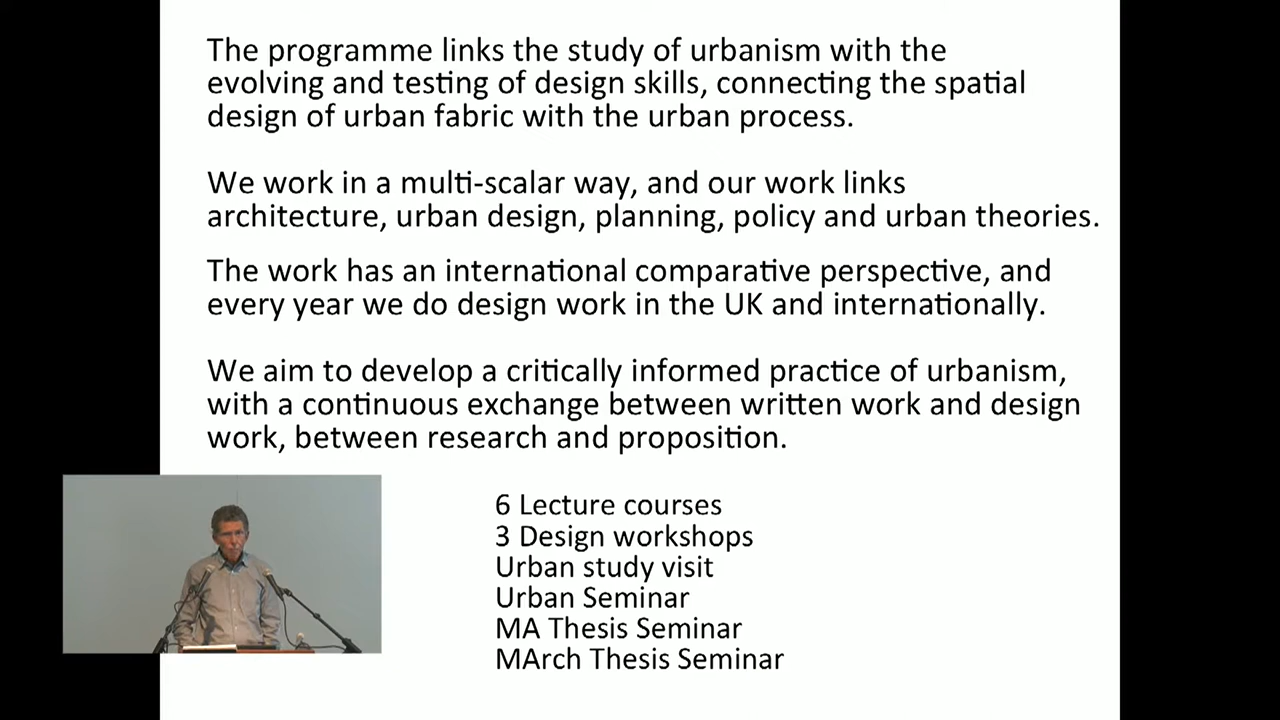 The programme links the study of urbanism with the
evolving and testing of design skills, connecting the spatial
design of urban fabric with the urban process.
We work in a multi-scalar way, and our work links
architecture, urban design, planning, policy and urban theories.
The work has an international comparative perspective, and
every year we do design work in the UK and internationally.
We aim to develop a critically informed practice of urbanism,
with a continuous exchange between written work and design
work, between research and proposition.
6 Lecture courses
3 Design workshops
Urban study visit
Urban Seminar
MA Thesis Seminar
MArch Thesis Seminar